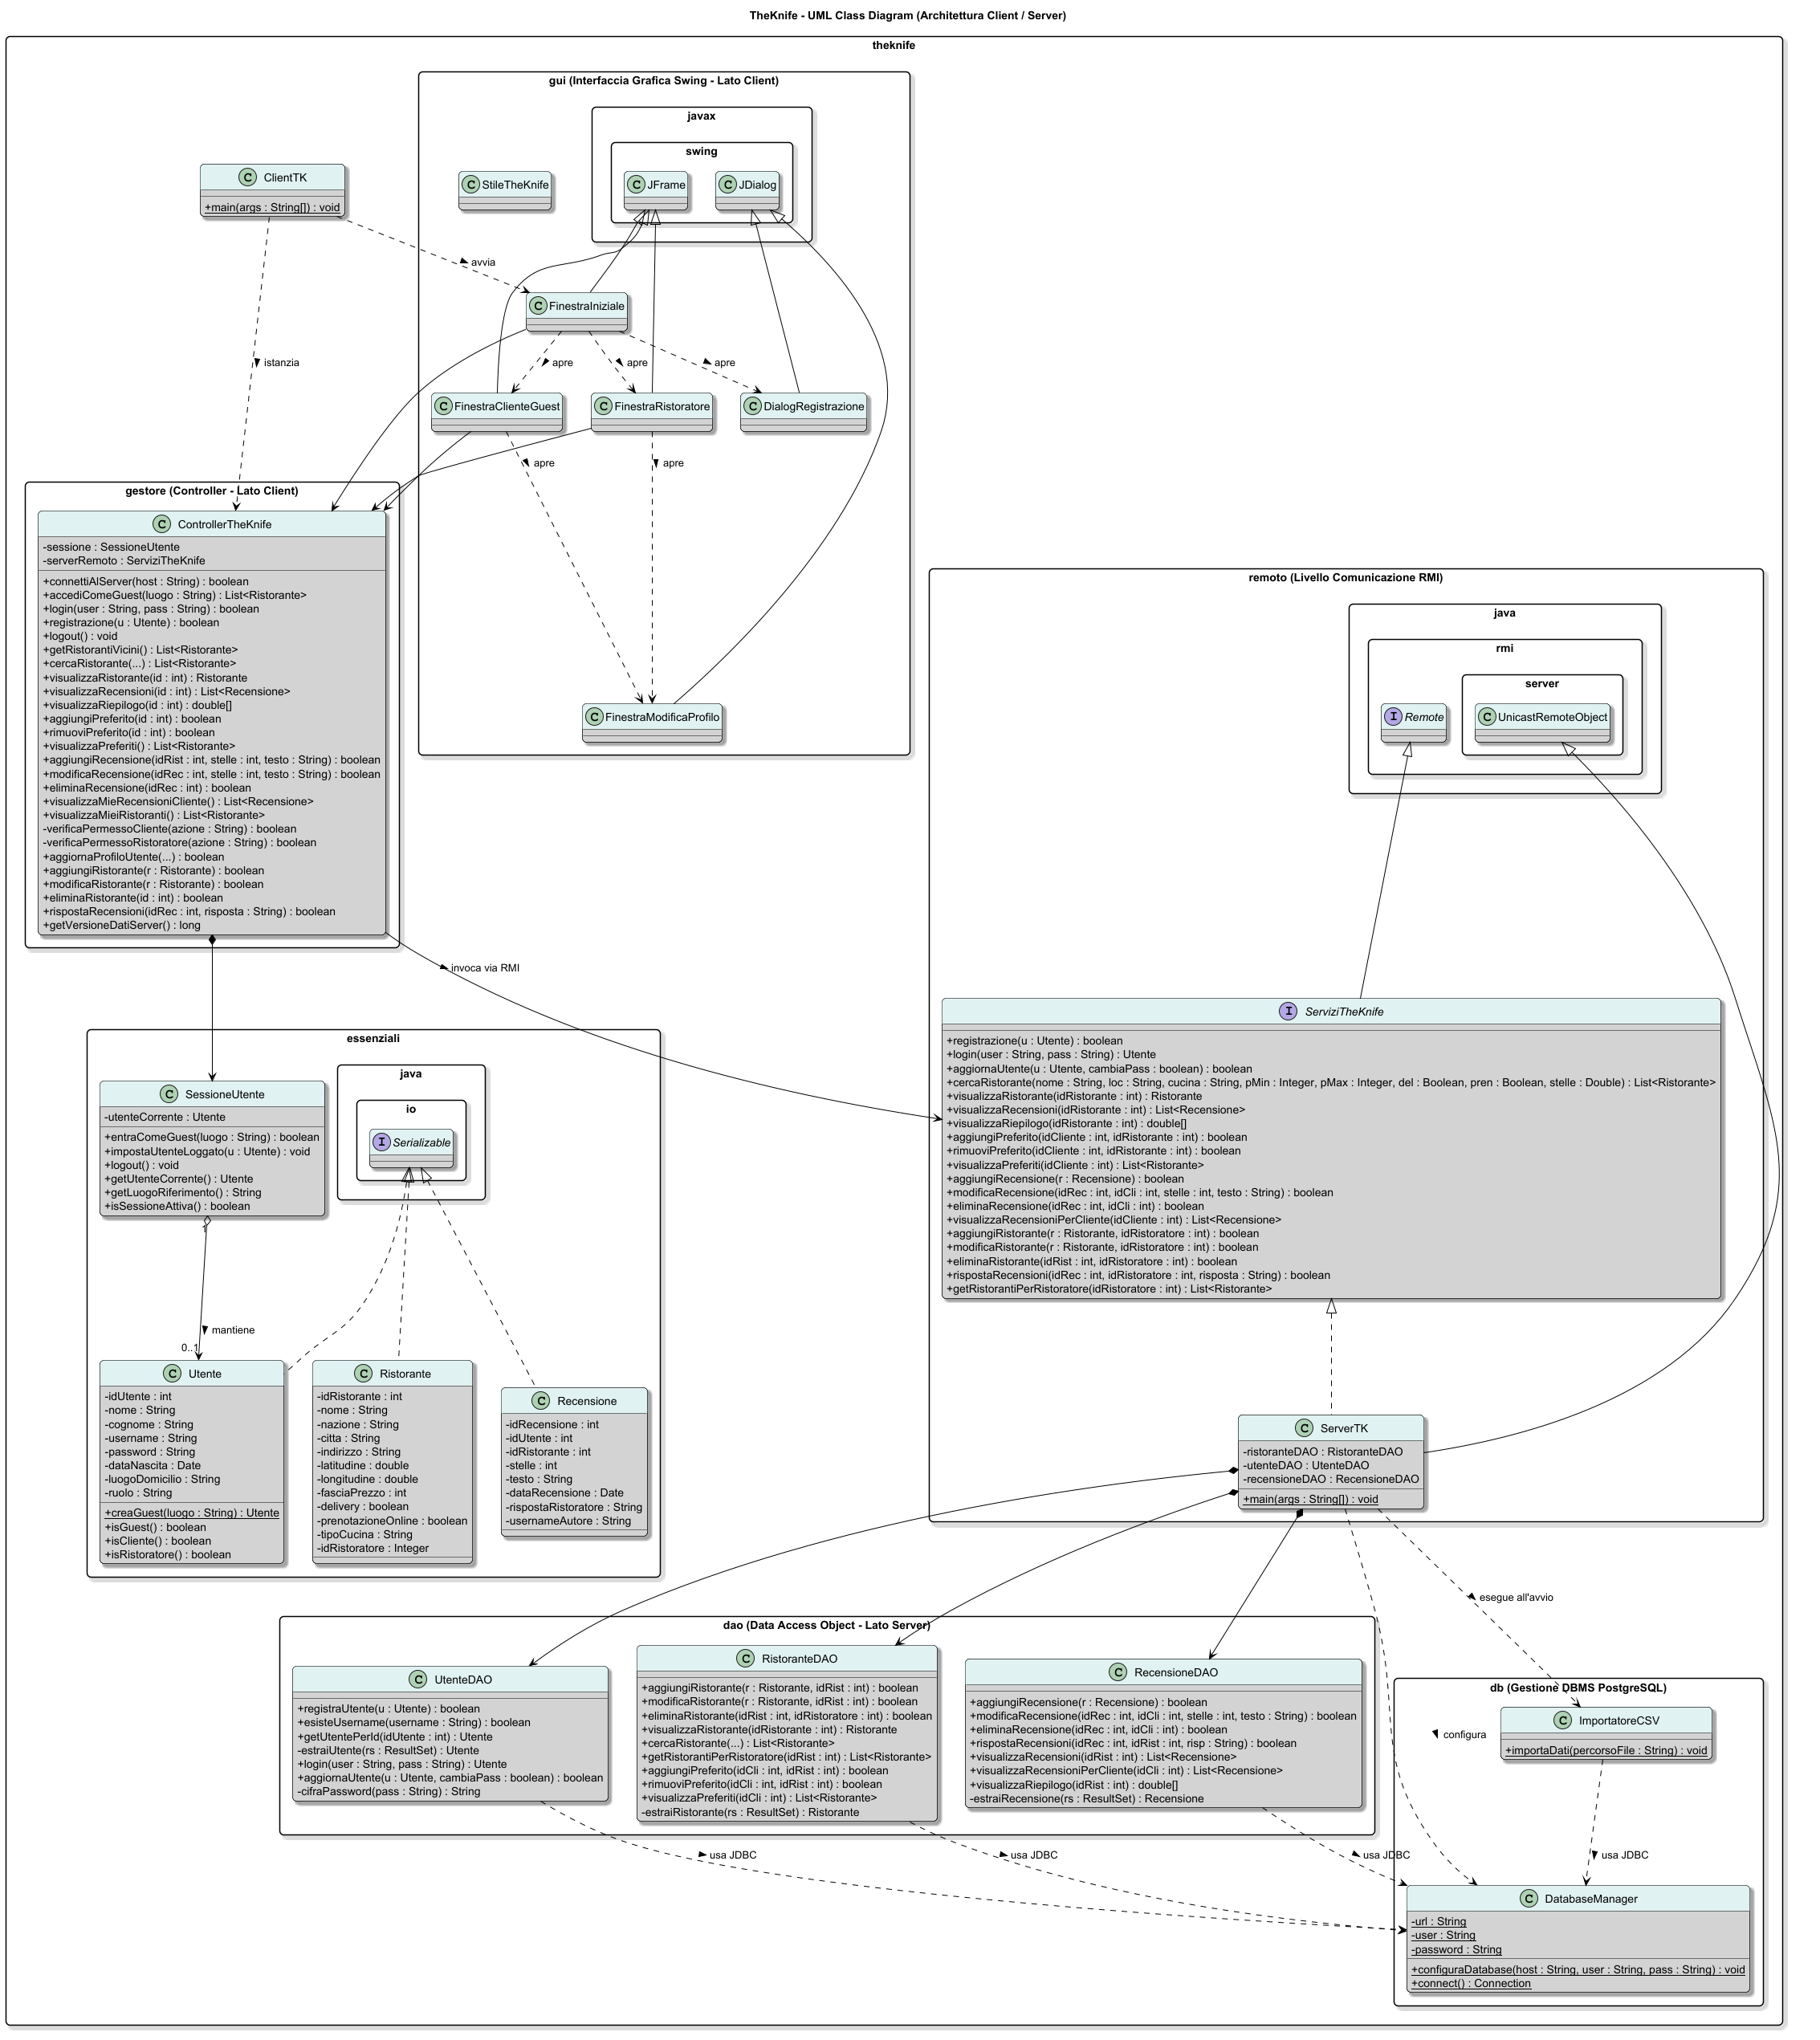 TheKnife - UML Class Diagram (Architettura Client / Server)
theknife
gui (Interfaccia Grafica Swing - Lato Client)
javax
swing
C ClientTK
+main(args : String[]) : void
C StileTheKnife
C JFrame
C JDialog
avvia
C FinestraIniziale
istanzia
apre
apre
apre
C FinestraClienteGuest
C FinestraRistoratore
C DialogRegistrazione
apre
apre
C FinestraModificaProfilo
gestore (Controller - Lato Client)
C ControllerTheKnife
-sessione : SessioneUtente
-serverRemoto : ServiziTheKnife
+connettiAlServer(host : String) : boolean
+accediComeGuest(luogo : String) : List<Ristorante>
+login(user : String, pass : String) : boolean
+registrazione(u : Utente) : boolean
+logout() : void
+getRistorantiVicini() : List<Ristorante>
+cercaRistorante(...) : List<Ristorante>
+visualizzaRistorante(id : int) : Ristorante
+visualizzaRecensioni(id : int) : List<Recensione>
+visualizzaRiepilogo(id : int) : double[]
+aggiungiPreferito(id : int) : boolean
+rimuoviPreferito(id : int) : boolean
+visualizzaPreferiti() : List<Ristorante>
+aggiungiRecensione(idRist : int, stelle : int, testo : String) : boolean
+modificaRecensione(idRec : int, stelle : int, testo : String) : boolean
+eliminaRecensione(idRec : int) : boolean
+visualizzaMieRecensioniCliente() : List<Recensione>
+visualizzaMieiRistoranti() : List<Ristorante>
-verificaPermessoCliente(azione : String) : boolean
-verificaPermessoRistoratore(azione : String) : boolean
+aggiornaProfiloUtente(...) : boolean
+aggiungiRistorante(r : Ristorante) : boolean
+modificaRistorante(r : Ristorante) : boolean
+eliminaRistorante(id : int) : boolean
+rispostaRecensioni(idRec : int, risposta : String) : boolean
+getVersioneDatiServer() : long
invoca via RMI
remoto (Livello Comunicazione RMI)
java
rmi
server
I Remote
C UnicastRemoteObject
I ServiziTheKnife
+registrazione(u : Utente) : boolean
+login(user : String, pass : String) : Utente
+aggiornaUtente(u : Utente, cambiaPass : boolean) : boolean
+cercaRistorante(nome : String, loc : String, cucina : String, pMin : Integer, pMax : Integer, del : Boolean, pren : Boolean, stelle : Double) : List<Ristorante>
+visualizzaRistorante(idRistorante : int) : Ristorante
+visualizzaRecensioni(idRistorante : int) : List<Recensione>
+visualizzaRiepilogo(idRistorante : int) : double[]
+aggiungiPreferito(idCliente : int, idRistorante : int) : boolean
+rimuoviPreferito(idCliente : int, idRistorante : int) : boolean
+visualizzaPreferiti(idCliente : int) : List<Ristorante>
+aggiungiRecensione(r : Recensione) : boolean
+modificaRecensione(idRec : int, idCli : int, stelle : int, testo : String) : boolean
+eliminaRecensione(idRec : int, idCli : int) : boolean
+visualizzaRecensioniPerCliente(idCliente : int) : List<Recensione>
+aggiungiRistorante(r : Ristorante, idRistoratore : int) : boolean
+modificaRistorante(r : Ristorante, idRistoratore : int) : boolean
+eliminaRistorante(idRist : int, idRistoratore : int) : boolean
+rispostaRecensioni(idRec : int, idRistoratore : int, risposta : String) : boolean
+getRistorantiPerRistoratore(idRistoratore : int) : List<Ristorante>
essenziali
C SessioneUtente
-utenteCorrente : Utente
+entraComeGuest(luogo : String) : boolean
+impostaUtenteLoggato(u : Utente) : void
+logout() : void
+getUtenteCorrente() : Utente
+getLuogoRiferimento() : String
+isSessioneAttiva() : boolean
java
io
I Serializable
1
mantiene
0..1
C Utente
-idUtente : int
-nome : String
-cognome : String
-username : String
-password : String
-dataNascita : Date
-luogoDomicilio : String
-ruolo : String
+creaGuest(luogo : String) : Utente
+isGuest() : boolean
+isCliente() : boolean
+isRistoratore() : boolean
C Ristorante
-idRistorante : int
-nome : String
-nazione : String
-citta : String
-indirizzo : String
-latitudine : double
-longitudine : double
-fasciaPrezzo : int
-delivery : boolean
-prenotazioneOnline : boolean
-tipoCucina : String
-idRistoratore : Integer
C Recensione
-idRecensione : int
-idUtente : int
-idRistorante : int
-stelle : int
-testo : String
-dataRecensione : Date
-rispostaRistoratore : String
-usernameAutore : String
C ServerTK
-ristoranteDAO : RistoranteDAO
-utenteDAO : UtenteDAO
-recensioneDAO : RecensioneDAO
+main(args : String[]) : void
esegue all'avvio
dao (Data Access Object - Lato Server)
C UtenteDAO
+registraUtente(u : Utente) : boolean
+esisteUsername(username : String) : boolean
+getUtentePerId(idUtente : int) : Utente
-estraiUtente(rs : ResultSet) : Utente
+login(user : String, pass : String) : Utente
+aggiornaUtente(u : Utente, cambiaPass : boolean) : boolean
-cifraPassword(pass : String) : String
C RistoranteDAO
+aggiungiRistorante(r : Ristorante, idRist : int) : boolean
+modificaRistorante(r : Ristorante, idRist : int) : boolean
+eliminaRistorante(idRist : int, idRistoratore : int) : boolean
+visualizzaRistorante(idRistorante : int) : Ristorante
+cercaRistorante(...) : List<Ristorante>
+getRistorantiPerRistoratore(idRist : int) : List<Ristorante>
+aggiungiPreferito(idCli : int, idRist : int) : boolean
+rimuoviPreferito(idCli : int, idRist : int) : boolean
+visualizzaPreferiti(idCli : int) : List<Ristorante>
-estraiRistorante(rs : ResultSet) : Ristorante
C RecensioneDAO
+aggiungiRecensione(r : Recensione) : boolean
+modificaRecensione(idRec : int, idCli : int, stelle : int, testo : String) : boolean
+eliminaRecensione(idRec : int, idCli : int) : boolean
+rispostaRecensioni(idRec : int, idRist : int, risp : String) : boolean
+visualizzaRecensioni(idRist : int) : List<Recensione>
+visualizzaRecensioniPerCliente(idCli : int) : List<Recensione>
+visualizzaRiepilogo(idRist : int) : double[]
-estraiRecensione(rs : ResultSet) : Recensione
db (Gestione DBMS PostgreSQL)
C ImportatoreCSV
+importaDati(percorsoFile : String) : void
configura
usa JDBC
usa JDBC
usa JDBC
usa JDBC
C DatabaseManager
-url : String
-user : String
-password : String
+configuraDatabase(host : String, user : String, pass : String) : void
+connect() : Connection